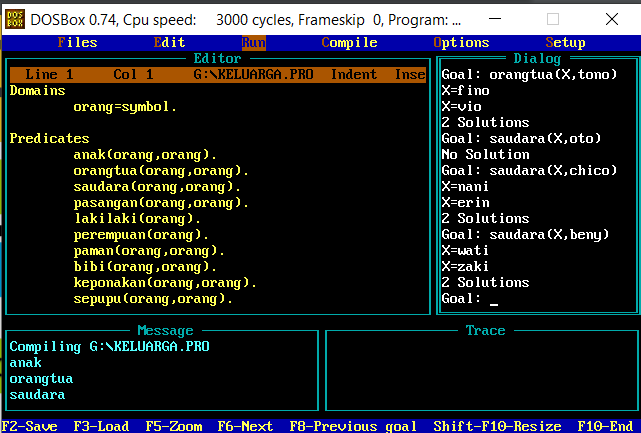 DOS BOX DOSBox 0.74, Cpu speed: 3000 cycles, Frameskip 0, Program: ...
Files Edit Run Compile Options Setup
Editor
Line 1 Col 1 G:\KELUARGA.PRO Indent Inse
Domains
orang=symbol.
Predicates
anak(orang,orang).
orangtua(orang,orang).
saudara(orang,orang).
pasangan(orang,orang).
lakilaki(orang).
perempuan(orang).
paman(orang,orang).
bibi(orang,orang).
keponakan(orang,orang).
sepupu(orang,orang).
Dialog
Goal: orangtua(X,tono)
X=fino
X=vio
2 Solutions
Goal: saudara(X,oto)
No Solution
Goal: saudara(X,chico)
X=nani
X=erin
2 Solutions
Goal: saudara(X,beny)
X=wati
X=zaki
2 Solutions
Goal: _
Message
Compiling G:\KELUARGA.PRO
anak
orangtua
saudara
Trace
F2-Save F3-Load F5-Zoom F6-Next F8-Previous goal Shift-F10-Resize F10-End